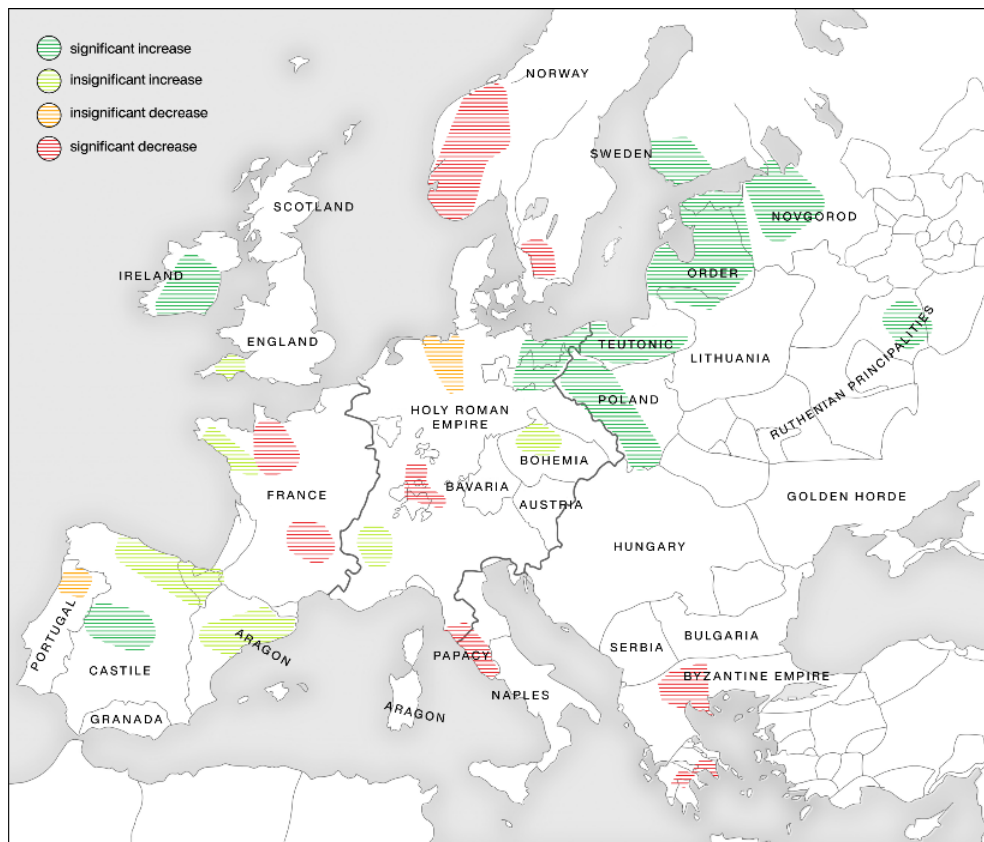 significant increase
insignificant increase
insignificant decrease
significant decrease
NORWAY
SWEDEN
SCOTLAND
NOVGOROD
IRELAND
ORDER
ENGLAND
TEUTONIC
LITHUANIA
RUTHENIAN PRINCIPALITIES
POLAND
HOLY ROMAN
EMPIRE
BOHEMIA
BAVARIA
FRANCE
AUSTRIA
GOLDEN HORDE
HUNGARY
PORTUGAL
ARAGON
SERBIA
BULGARIA
PAPACY
CASTILE
BYZANTINE EMPIRE
NAPLES
ARAGON
GRANADA